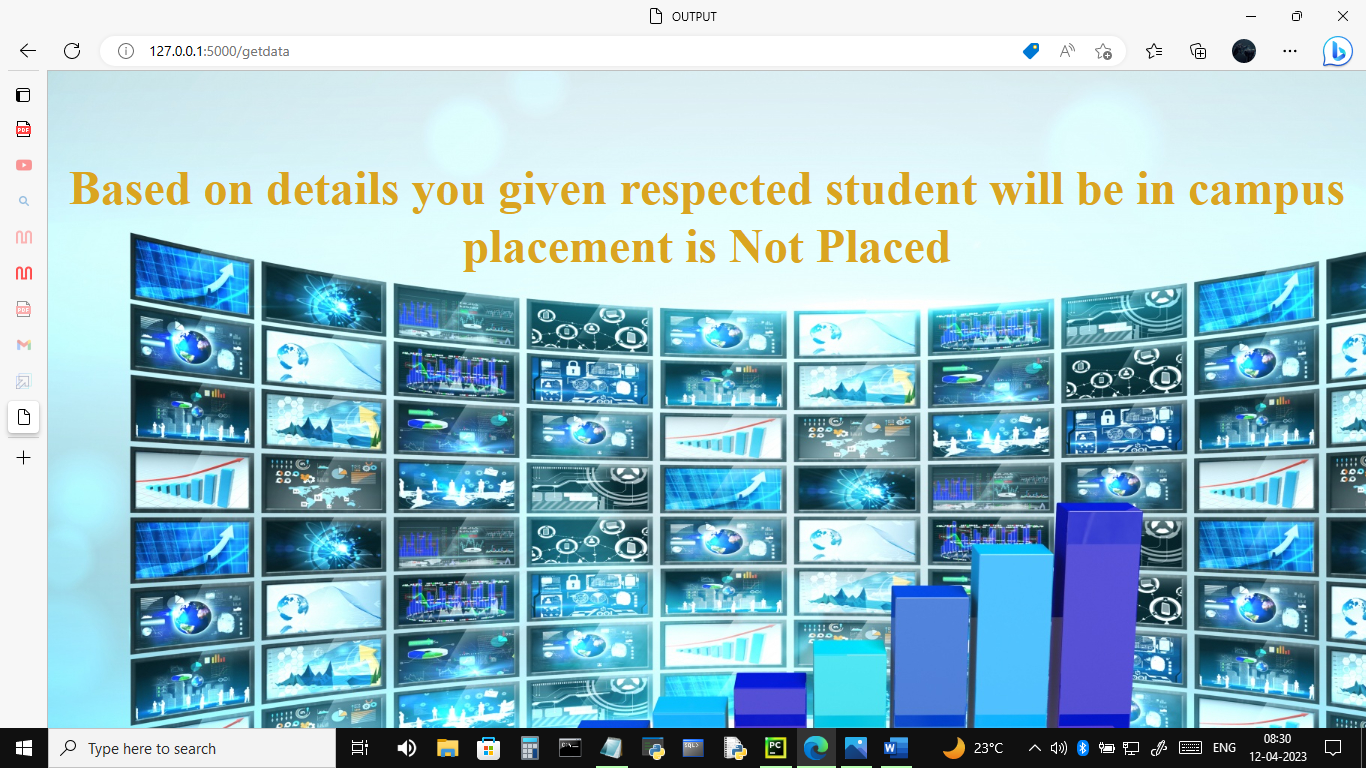 OUTPUT
127.0.0.1:5000/getdata
Based on details you given respected student will be in campus
placement is Not Placed
Type here to search
23°C
ENG
08:30
12-04-2023